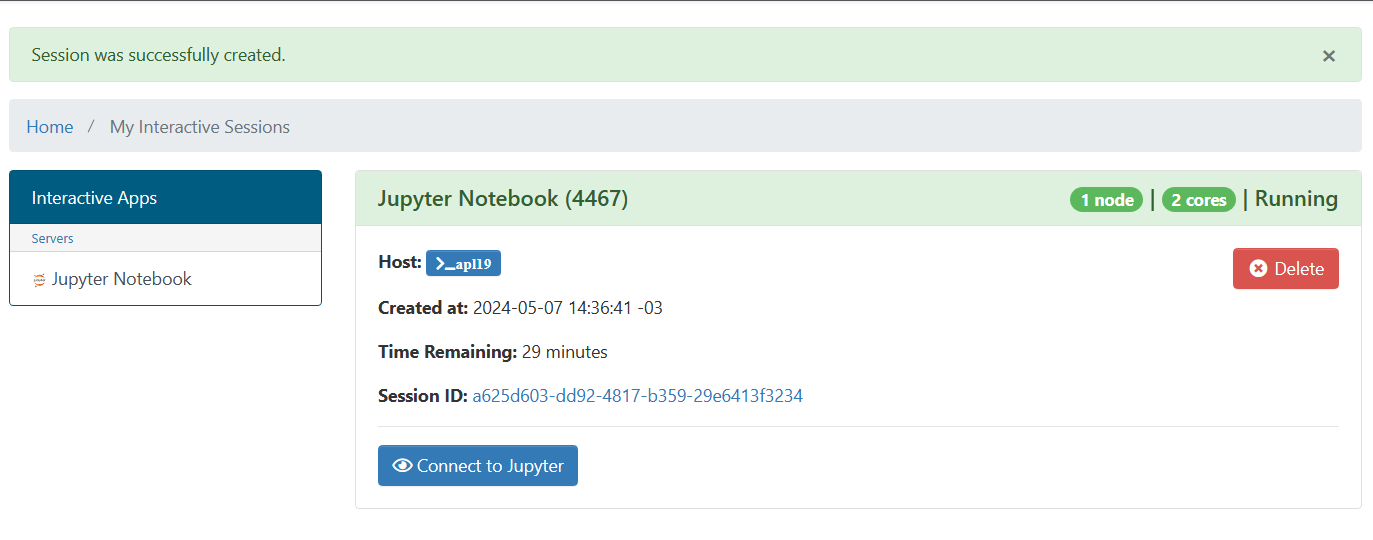 Session was successfully created. ×
Home / My Interactive Sessions
Interactive Apps
Servers
Jupyter Notebook
Jupyter Notebook (4467) 1 node | 2 cores | Running
Host: >_apl19
Delete
Created at: 2024-05-07 14:36:41 -03
Time Remaining: 29 minutes
Session ID: a625d603-dd92-4817-b359-29e6413f3234
Connect to Jupyter